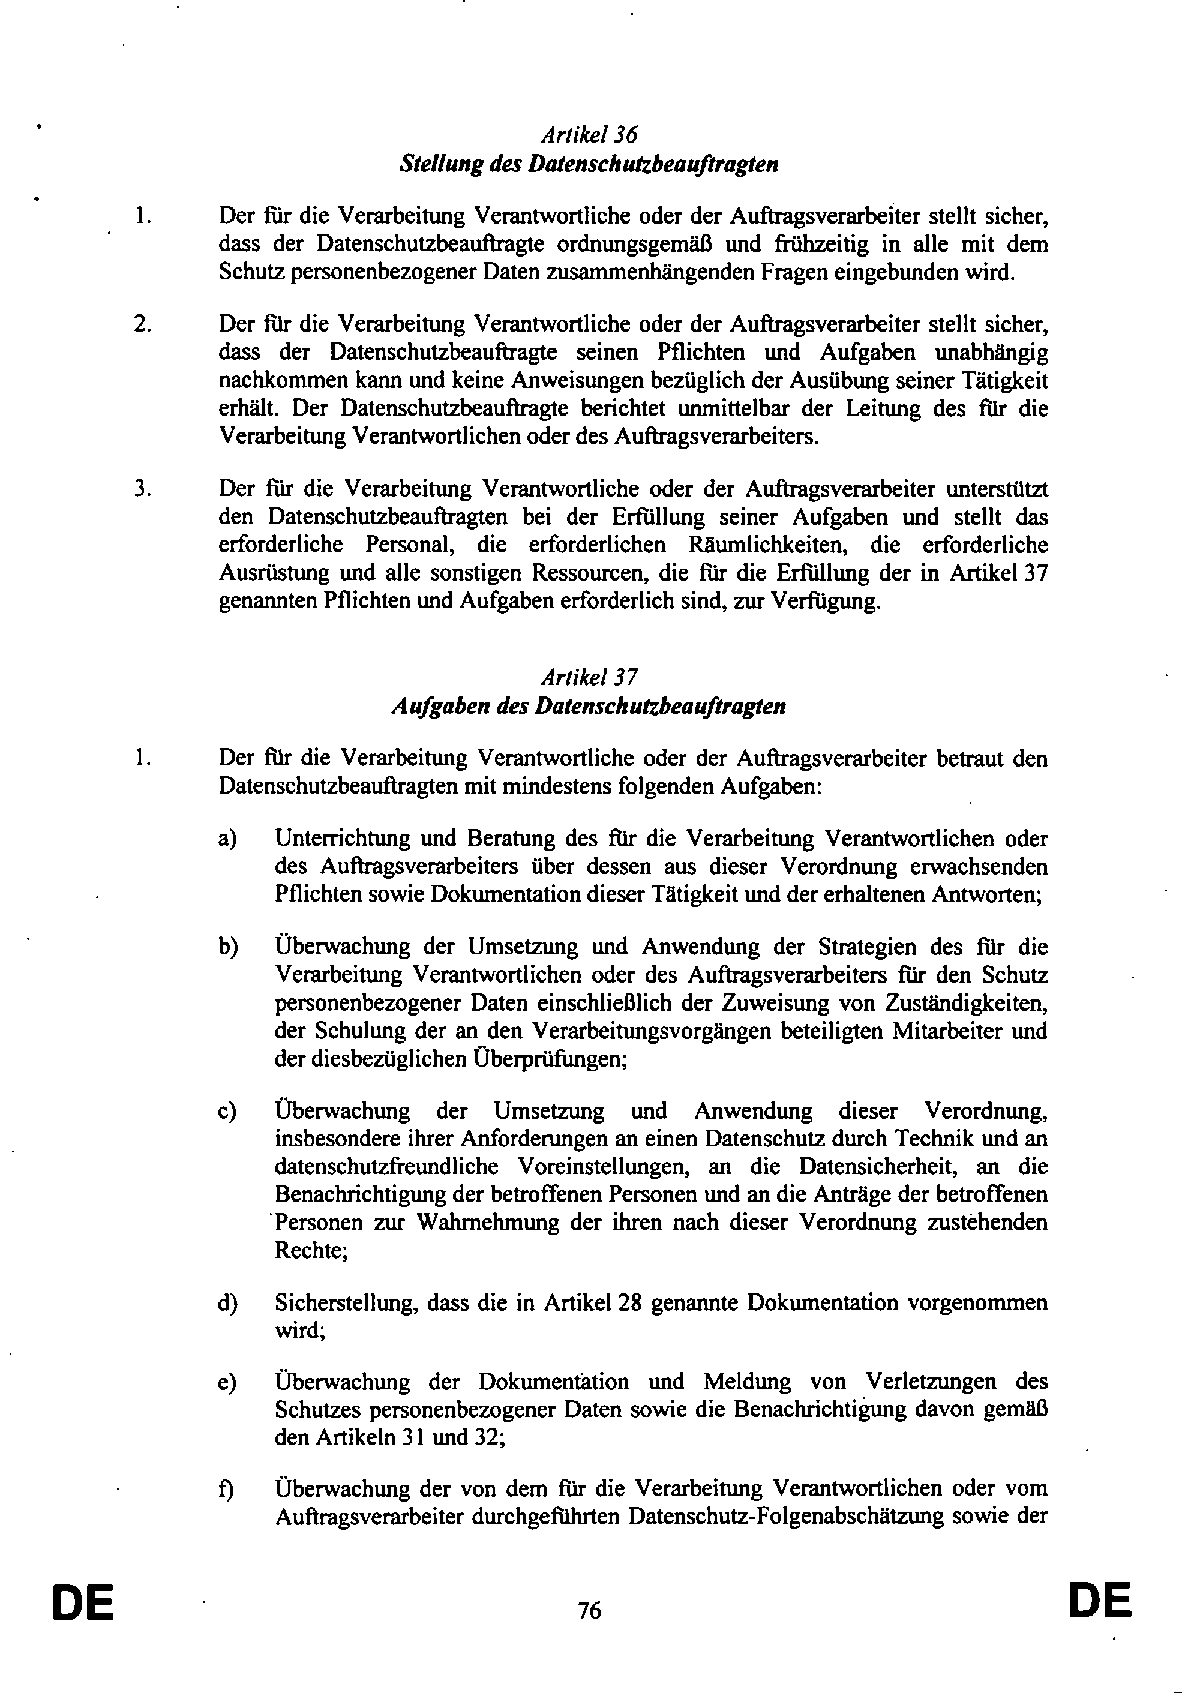 Artikel 36
Stellung des Datenschutzbeauftragten
1. Der für die Verarbeitung Verantwortliche oder der Auftragsverarbeiter stellt sicher,
dass der Datenschutzbeauftragte ordnungsgemäß und frühzeitig in alle mit dem
Schutz personenbezogener Daten zusammenhängenden Fragen eingebunden wird.
2. Der für die Verarbeitung Verantwortliche oder der Auftragsverarbeiter stellt sicher,
dass der Datenschutzbeauftragte seinen Pflichten und Aufgaben unabhängig
nachkommen kann und keine Anweisungen bezüglich der Ausübung seiner Tätigkeit
erhält. Der Datenschutzbeauftragte berichtet unmittelbar der Leitung des für die
Verarbeitung Verantwortlichen oder des Auftragsverarbeiters.
3. Der für die Verarbeitung Verantwortliche oder der Auftragsverarbeiter unterstützt
den Datenschutzbeauftragten bei der Erfüllung seiner Aufgaben und stellt das
erforderliche Personal, die erforderlichen Räumlichkeiten, die erforderliche
Ausrüstung und alle sonstigen Ressourcen, die für die Erfüllung der in Artikel 37
genannten Pflichten und Aufgaben erforderlich sind, zur Verfügung.
Artikel 37
Aufgaben des Datenschutzbeauftragten
1. Der für die Verarbeitung Verantwortliche oder der Auftragsverarbeiter betraut den
Datenschutzbeauftragten mit mindestens folgenden Aufgaben:
a) Unterrichtung und Beratung des für die Verarbeitung Verantwortlichen oder
des Auftragsverarbeiters über dessen aus dieser Verordnung erwachsenden
Pflichten sowie Dokumentation dieser Tätigkeit und der erhaltenen Antworten;
b) Überwachung der Umsetzung und Anwendung der Strategien des für die
Verarbeitung Verantwortlichen oder des Auftragsverarbeiters für den Schutz
personenbezogener Daten einschließlich der Zuweisung von Zuständigkeiten,
der Schulung der an den Verarbeitungsvorgängen beteiligten Mitarbeiter und
der diesbezüglichen Überprüfungen;
c) Überwachung der Umsetzung und Anwendung dieser Verordnung,
insbesondere ihrer Anforderungen an einen Datenschutz durch Technik und an
datenschutzfreundliche Voreinstellungen, an die Datensicherheit, an die
Benachrichtigung der betroffenen Personen und an die Anträge der betroffenen
Personen zur Wahrnehmung der ihren nach dieser Verordnung zustehenden
Rechte;
d) Sicherstellung, dass die in Artikel 28 genannte Dokumentation vorgenommen
wird;
e) Überwachung der Dokumentation und Meldung von Verletzungen des
Schutzes personenbezogener Daten sowie die Benachrichtigung davon gemäß
den Artikeln 31 und 32;
f) Überwachung der von dem für die Verarbeitung Verantwortlichen oder vom
Auftragsverarbeiter durchgeführten Datenschutz-Folgenabschätzung sowie der
DE 76 DE